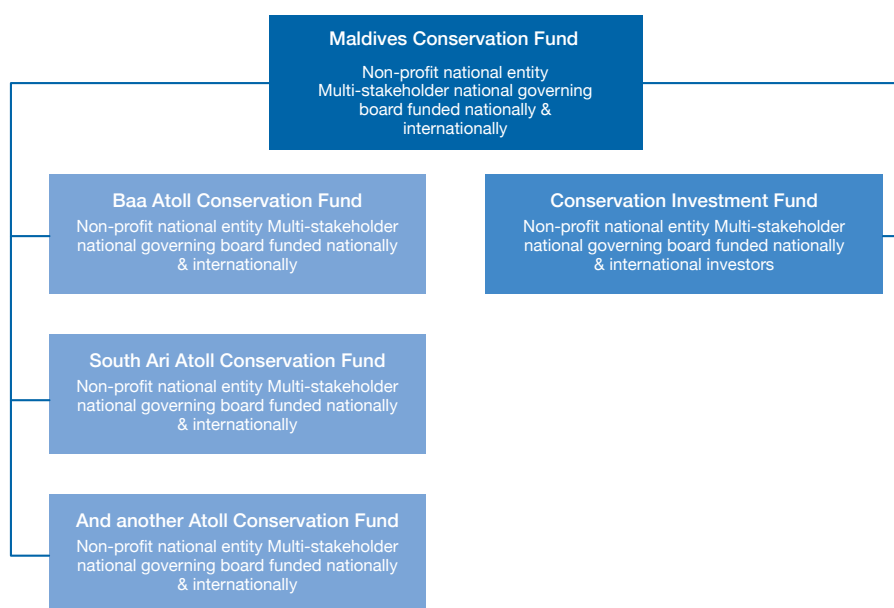 Maldives Conservation Fund
Non-profit national entity
Multi-stakeholder national governing
board funded nationally &
internationally
Baa Atoll Conservation Fund
Non-profit national entity Multi-stakeholder
national governing board funded nationally
& internationally
Conservation Investment Fund
Non-profit national entity Multi-stakeholder
national governing board funded nationally
& international investors
South Ari Atoll Conservation Fund
Non-profit national entity Multi-stakeholder
national governing board funded nationally
& internationally
And another Atoll Conservation Fund
Non-profit national entity Multi-stakeholder
national governing board funded nationally
& internationally